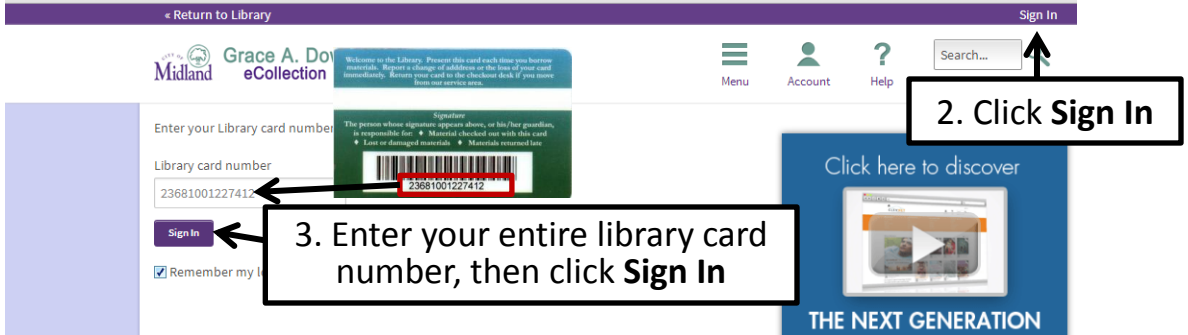 « Return to Library
Sign In
CITY OF
Midland
Grace A. Dow
eCollection
Welcome to the Library. Present this card each time you borrow
materials. Report a change of adddress or the loss of your card
immediately. Return your card to the checkout desk if you move
from our service area.
Menu
Account
Help
Search...
2. Click Sign In
Enter your Library card number
Signature
The person whose signature appears above, or his/her guardian,
is responsible for: ♦ Material checked out with this card
♦ Lost or damaged materials ♦ Materials returned late
23681001227412
Library card number
23681001227412
Sign In
3. Enter your entire library card
number, then click Sign In
Remember my l
Click here to discover
THE NEXT GENERATION